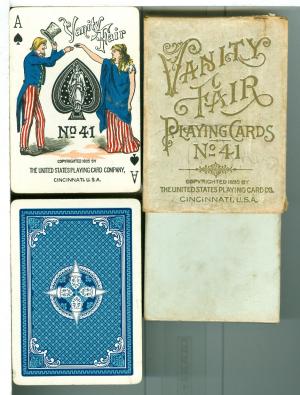 A
Vanity
Fair
No 41
COPYRIGHTED 1895 BY
THE UNITED STATES PLAYING CARD COMPANY,
CINCINNATI, U.S.A.
A
VANITY
FAIR
PLAYING CARDS
No 41
COPYRIGHTED 1895 BY
THE UNITED STATES PLAYING CARD CO.
CINCINNATI, U.S.A.